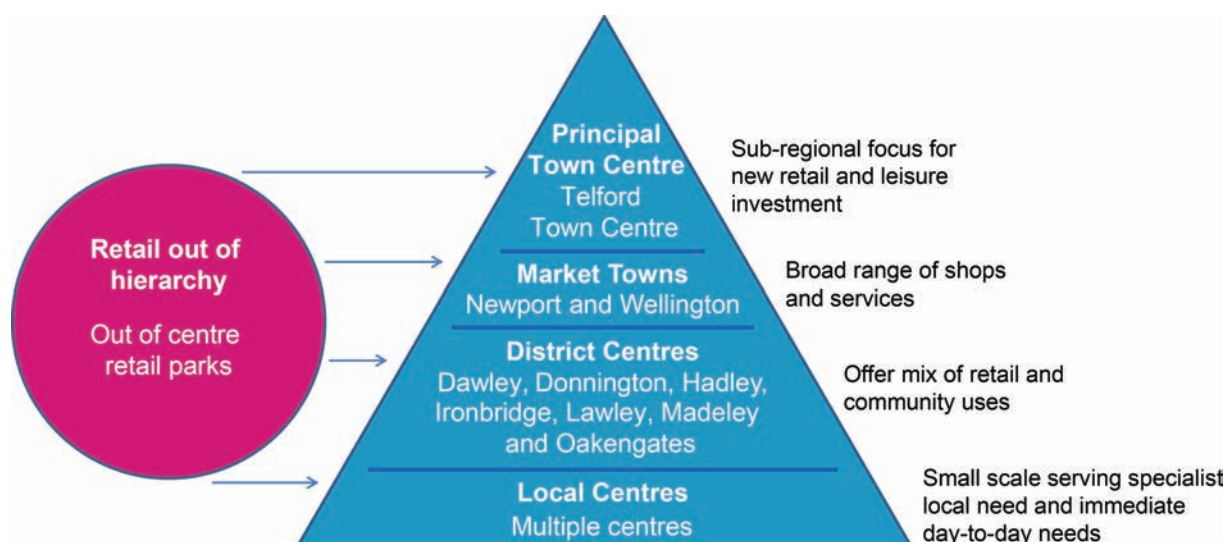 Retail out of
hierarchy
Out of centre
retail parks
Principal
Town Centre
Telford
Town Centre
Sub-regional focus for
new retail and leisure
investment
Market Towns
Newport and Wellington
Broad range of shops
and services
District Centres
Dawley, Donnington, Hadley,
Ironbridge, Lawley, Madeley
and Oakengates
Offer mix of retail and
community uses
Local Centres
Multiple centres
Small scale serving specialist
local need and immediate
day-to-day needs